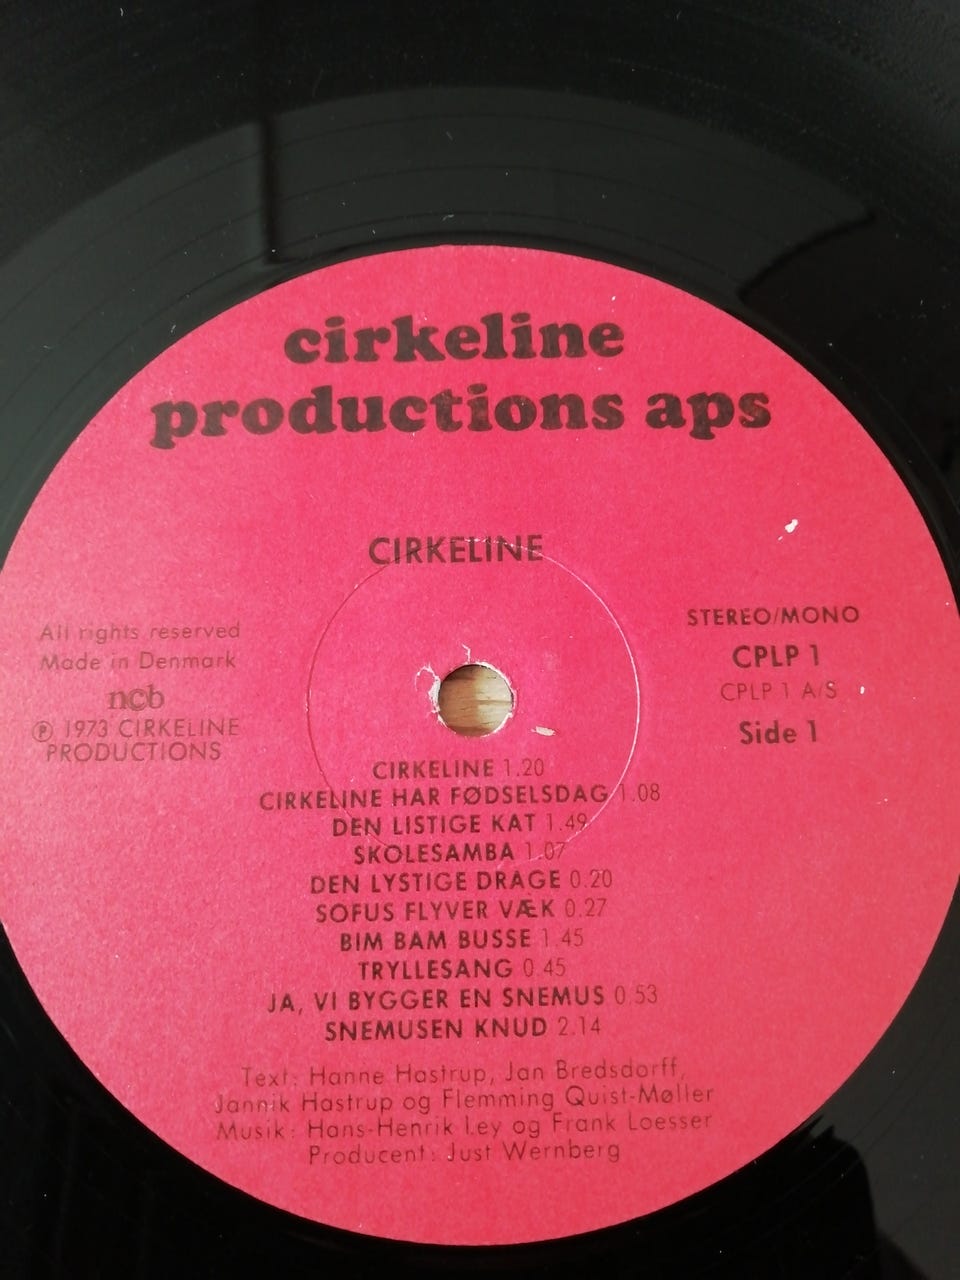 cirkeline
productions aps
CIRKELINE
All rights reserved
Made in Denmark
ncb
Ⓟ 1973 CIRKELINE
PRODUCTIONS
STEREO/MONO
CPLP 1
CPLP 1 A/S
Side 1
CIRKELINE 1.20
CIRKELINE HAR FØDSELSDAG 1.08
DEN LISTIGE KAT 1.49
SKOLESAMBA 1.07
DEN LYSTIGE DRAGE 0.20
SOFUS FLYVER VÆK 0.27
BIM BAM BUSSE 1.45
TRYLLESANG 0.45
JA, VI BYGGER EN SNEMUS 0.53
SNEMUSEN KNUD 2.14
Text: Hanne Hastrup, Jan Bredsdorff,
Jannik Hastrup og Flemming Quist-Møller
Musik: Hans-Henrik Ley og Frank Loesser
Producent: Just Wernberg